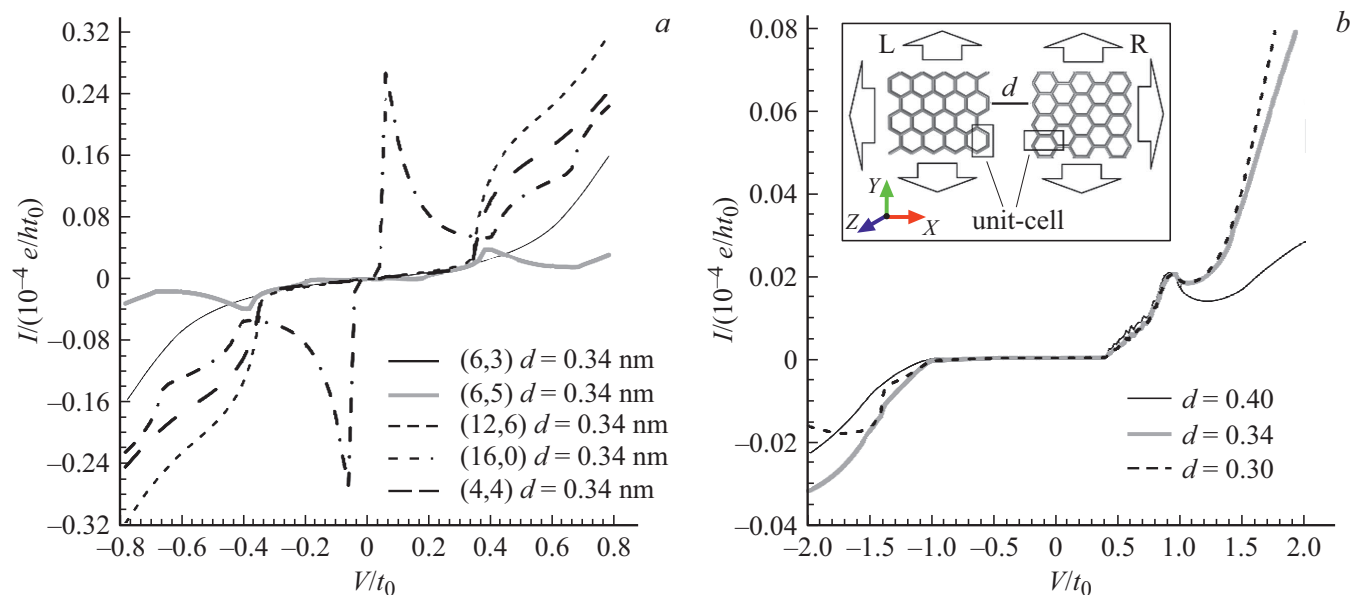 a
0.32
0.24
0.16
0.08
0
–0.08
–0.16
–0.24
–0.32
I/(10⁻⁴ e/ht₀)
(6,3) d = 0.34 nm
(6,5) d = 0.34 nm
(12,6) d = 0.34 nm
(16,0) d = 0.34 nm
(4,4) d = 0.34 nm
–0.8 –0.6 –0.4 –0.2 0 0.2 0.4 0.6 0.8
V/t₀
b
0.08
0.06
0.04
0.02
0
–0.02
–0.04
I/(10⁻⁴ e/ht₀)
L R
d
unit-cell
Y
Z X
d = 0.40
d = 0.34
d = 0.30
–2.0 –1.5 –1.0 –0.5 0 0.5 1.0 1.5 2.0
V/t₀